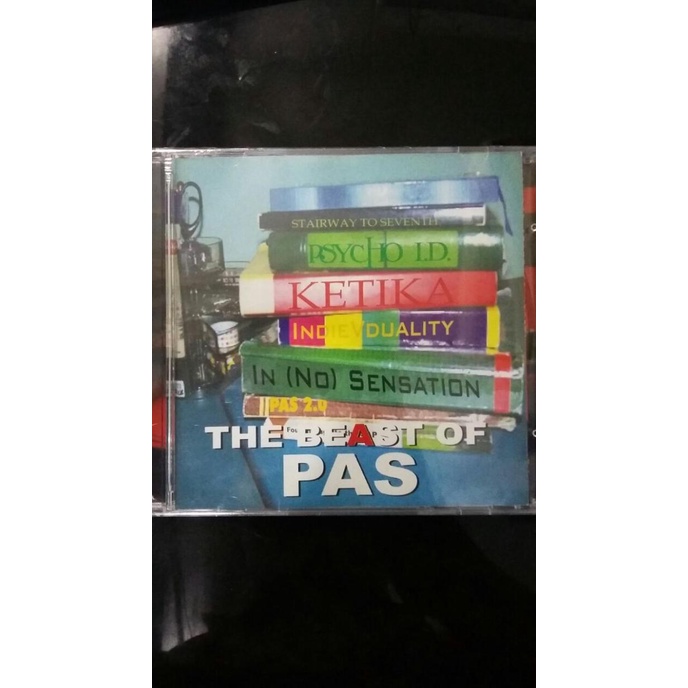 STAIRWAY TO SEVENTH
PSYCHO I.D.
KETIKA
INDIEVDUALITY
IN (NO) SENSATION
PAS 2.0
THE BEAST OF
PAS